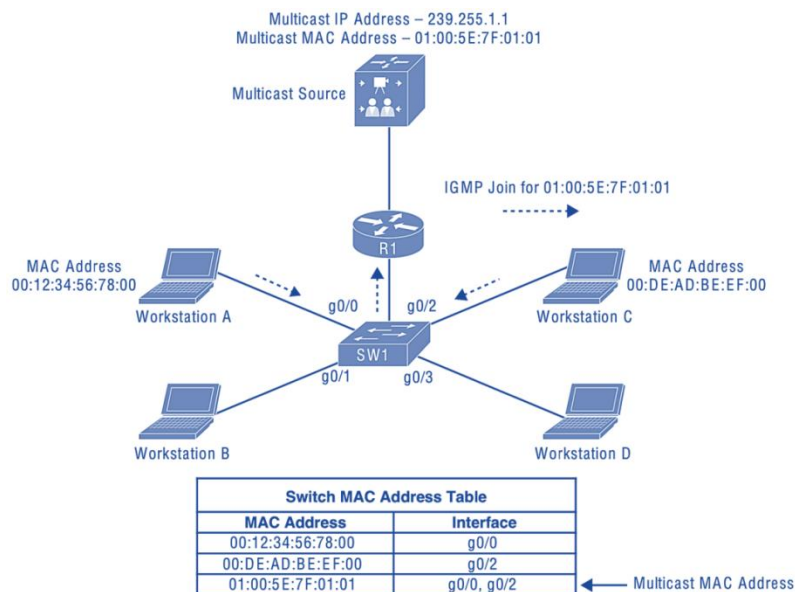 Multicast IP Address – 239.255.1.1
Multicast MAC Address – 01:00:5E:7F:01:01
Multicast Source
IGMP Join for 01:00:5E:7F:01:01
R1
MAC Address
00:12:34:56:78:00
Workstation A
g0/0
g0/2
MAC Address
00:DE:AD:BE:EF:00
Workstation C
SW1
g0/1
g0/3
Workstation B
Workstation D
Switch MAC Address Table
MAC Address Interface
00:12:34:56:78:00 g0/0
00:DE:AD:BE:EF:00 g0/2
01:00:5E:7F:01:01 g0/0, g0/2
Multicast MAC Address